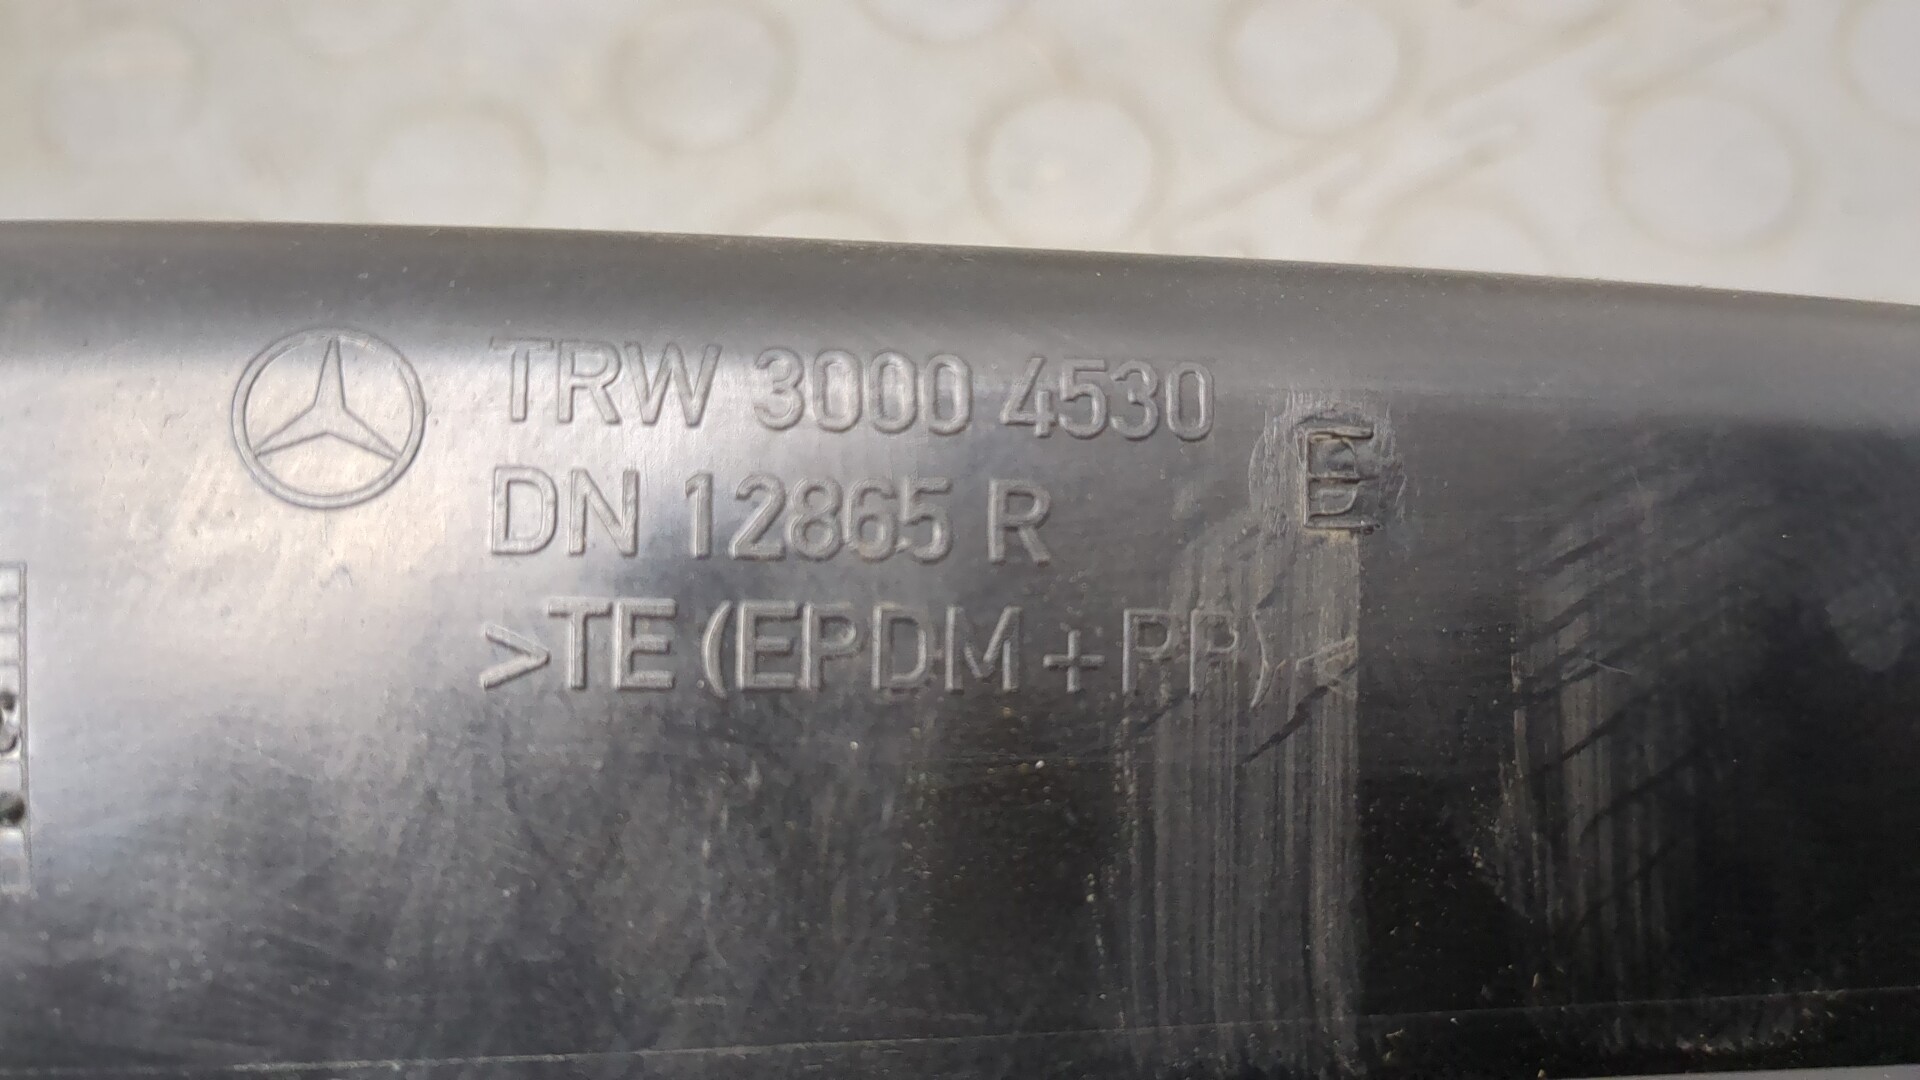 TRW 3000 4530
E
DN 12865 R
>TE (EPDM + PP) <